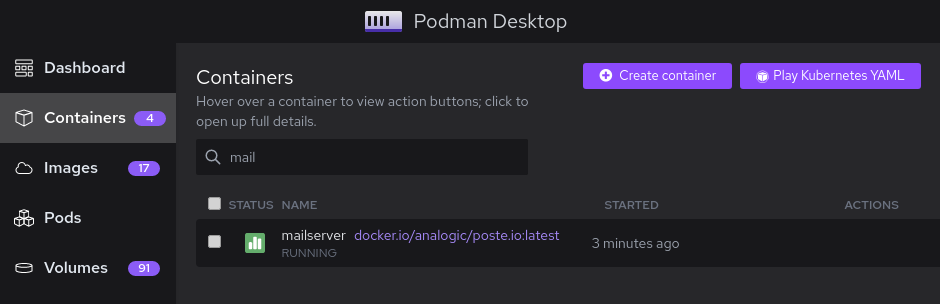 Podman Desktop
Dashboard
Containers 4
Images 17
Pods
Volumes 91
Containers
Hover over a container to view action buttons; click to
open up full details.
Create container
Play Kubernetes YAML
mail
STATUS NAME STARTED ACTIONS
mailserver docker.io/analogic/poste.io:latest
RUNNING
3 minutes ago